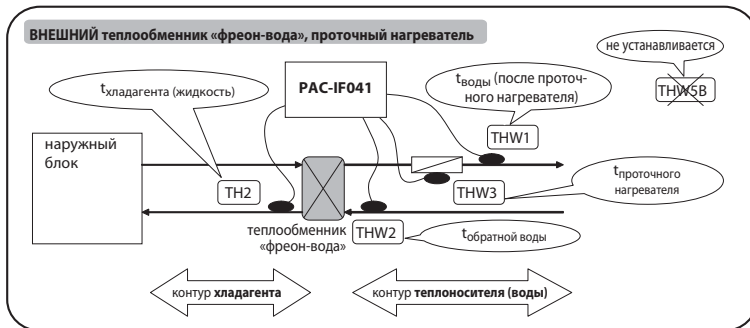 ВНЕШНИЙ теплообменник «фреон-вода», проточный нагреватель
не устанавливается
THW5B
tхладагента (жидкость)
PAC-IF041
tводы (после проточ-
ного нагревателя)
THW1
наружный
блок
TH2
THW3
tпроточного
нагревателя
теплообменник
«фреон-вода»
THW2
tобратной воды
контур хладагента
контур теплоносителя (воды)